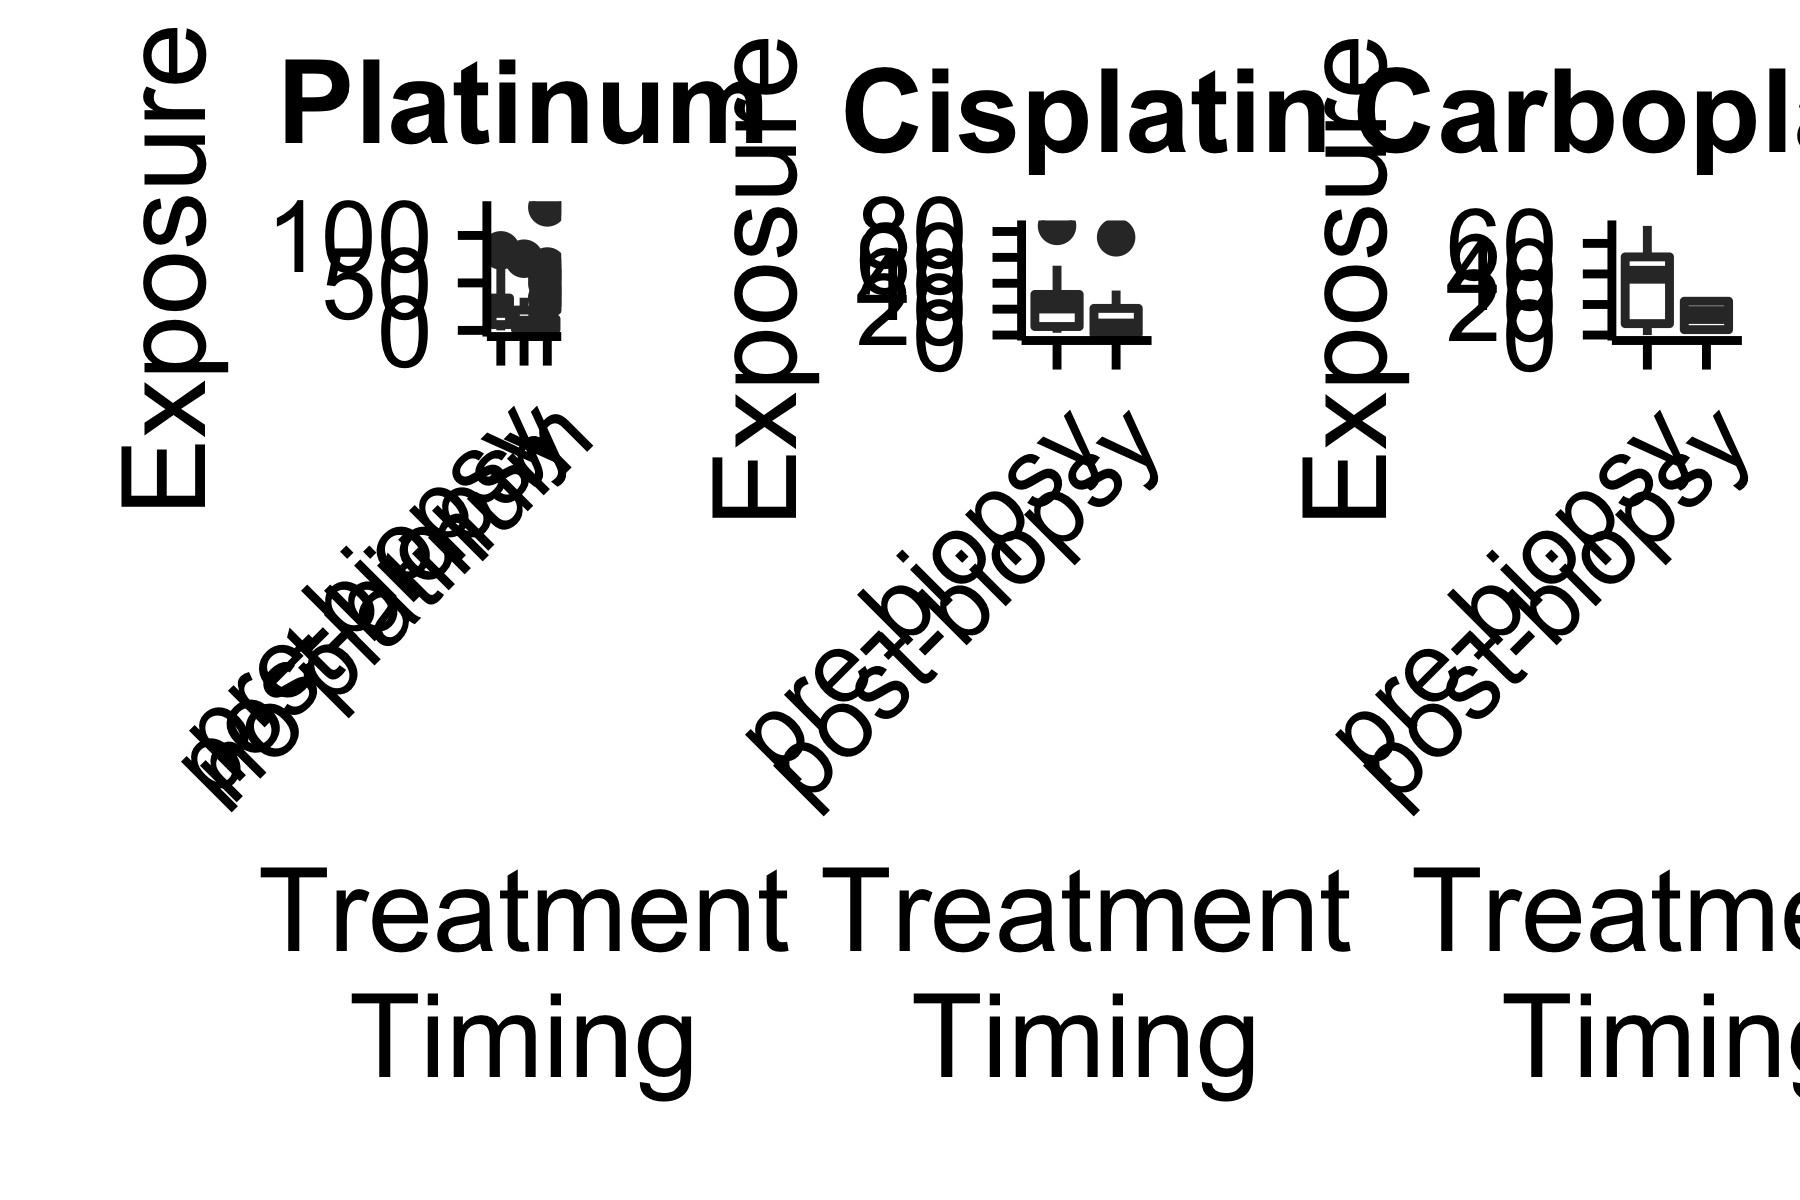 Platinum
Exposure
100
50
0
pre-biopsy
post-biopsy
no platinum
Treatment
Timing
Cisplatin
Exposure
80
60
40
20
0
pre-biopsy
post-biopsy
Treatment
Timing
Carbopla
Exposure
60
40
20
0
pre-biopsy
post-biopsy
Treatme
Timing